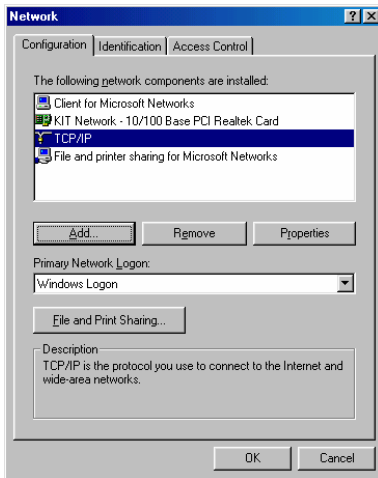 Network
Configuration Identification Access Control
The following network components are installed:
Client for Microsoft Networks
KIT Network - 10/100 Base PCI Realtek Card
TCP/IP
File and printer sharing for Microsoft Networks
Add... Remove Properties
Primary Network Logon:
Windows Logon
File and Print Sharing...
Description
TCP/IP is the protocol you use to connect to the Internet and
wide-area networks.
OK Cancel